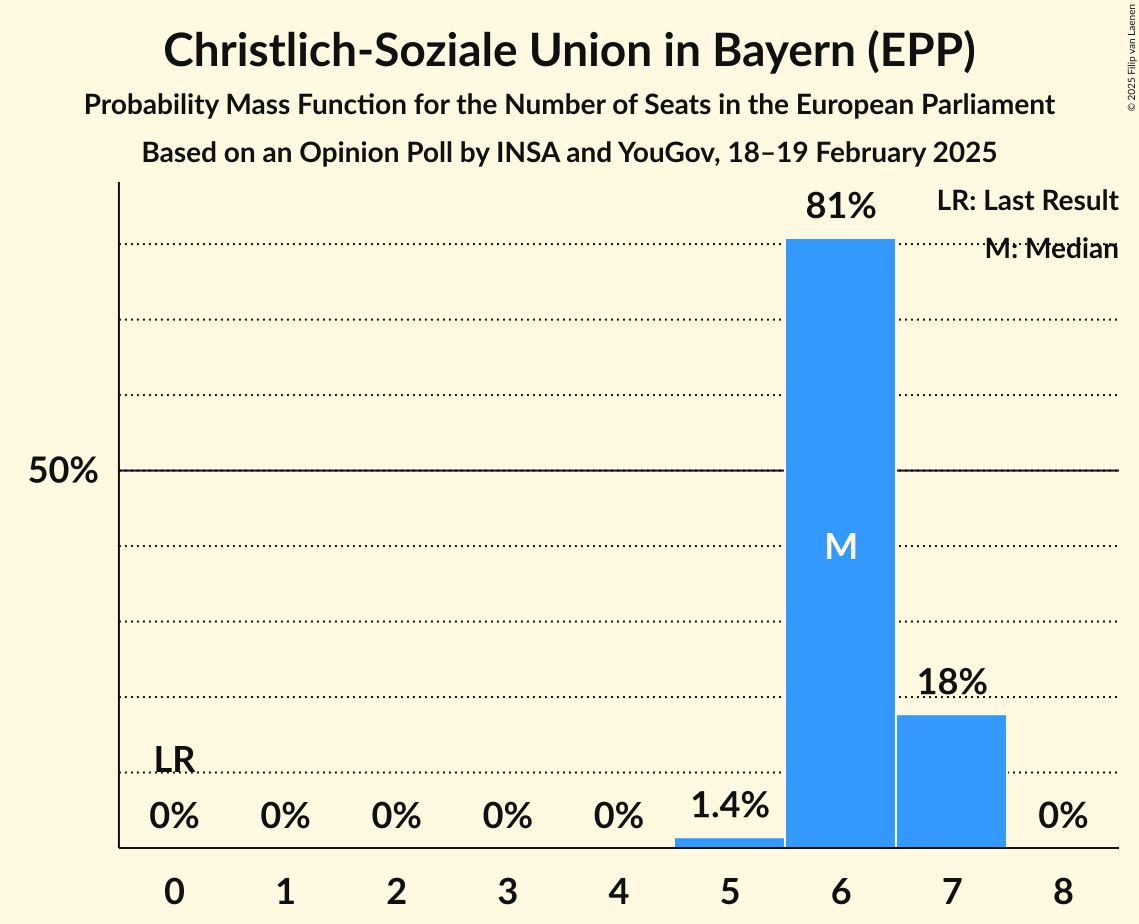 Christlich-Soziale Union in Bayern (EPP)
Probability Mass Function for the Number of Seats in the European Parliament
Based on an Opinion Poll by INSA and YouGov, 18–19 February 2025
© 2025 Filip van Laenen
LR: Last Result
M: Median
81%
50%
M
18%
LR
1.4%
0% 0% 0% 0% 0% 0%
0 1 2 3 4 5 6 7 8